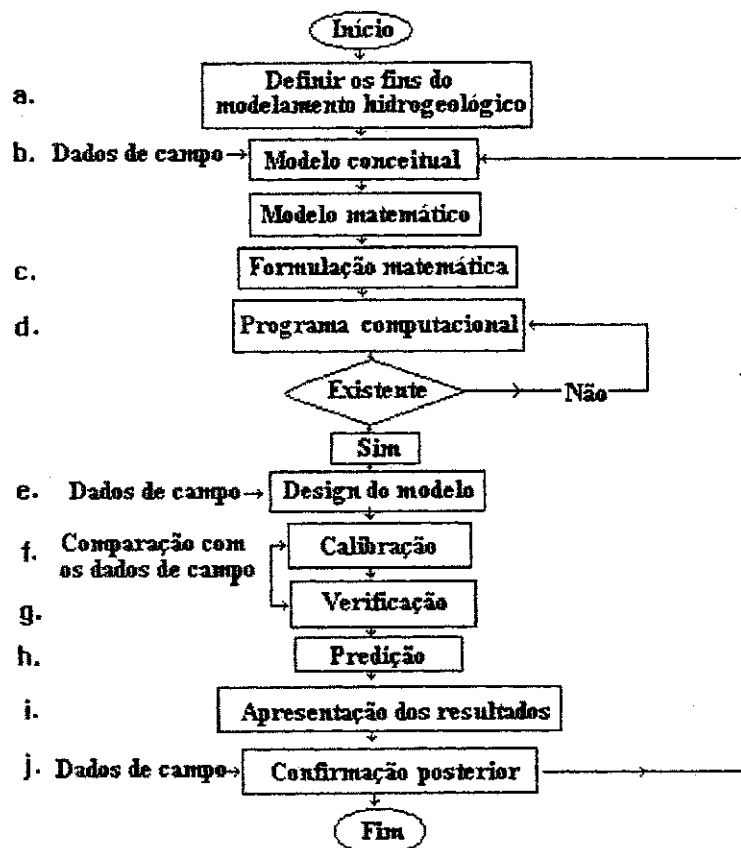 Início
a. Definir os fins do
modelamento hidrogeológico
b. Dados de campo Modelo conceitual
Modelo matemático
c. Formulação matemática
d. Programa computacional
Existente Não
Sim
e. Dados de campo Design do modelo
f. Comparação com
os dados de campo
Calibração
g. Verificação
h. Predição
i. Apresentação dos resultados
j. Dados de campo Confirmação posterior
Fim